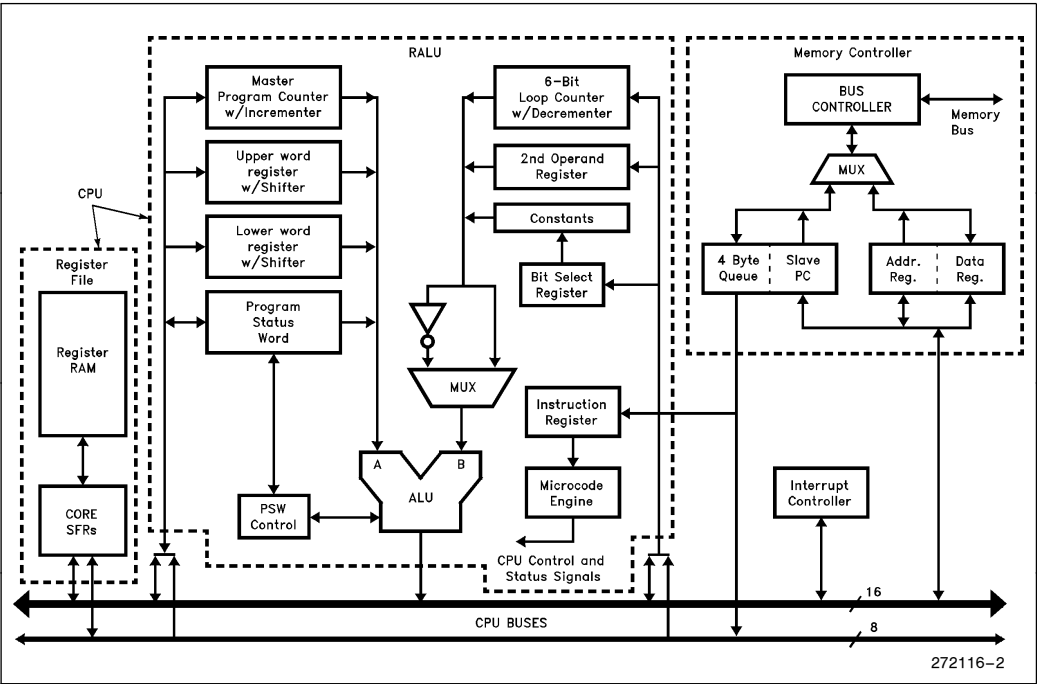 RALU
Memory Controller
Master
Program Counter
w/Incrementer
6-Bit
Loop Counter
w/Decrementer
BUS
CONTROLLER
Memory
Bus
Upper word
register
w/Shifter
2nd Operand
Register
MUX
CPU
Constants
Lower word
register
w/Shifter
Register
File
4 Byte
Queue
Slave
PC
Addr.
Reg.
Data
Reg.
Bit Select
Register
Program
Status
Word
Register
RAM
MUX
Instruction
Register
A
B
ALU
Microcode
Engine
Interrupt
Controller
CORE
SFRs
PSW
Control
CPU Control and
Status Signals
16
CPU BUSES
8
272116-2